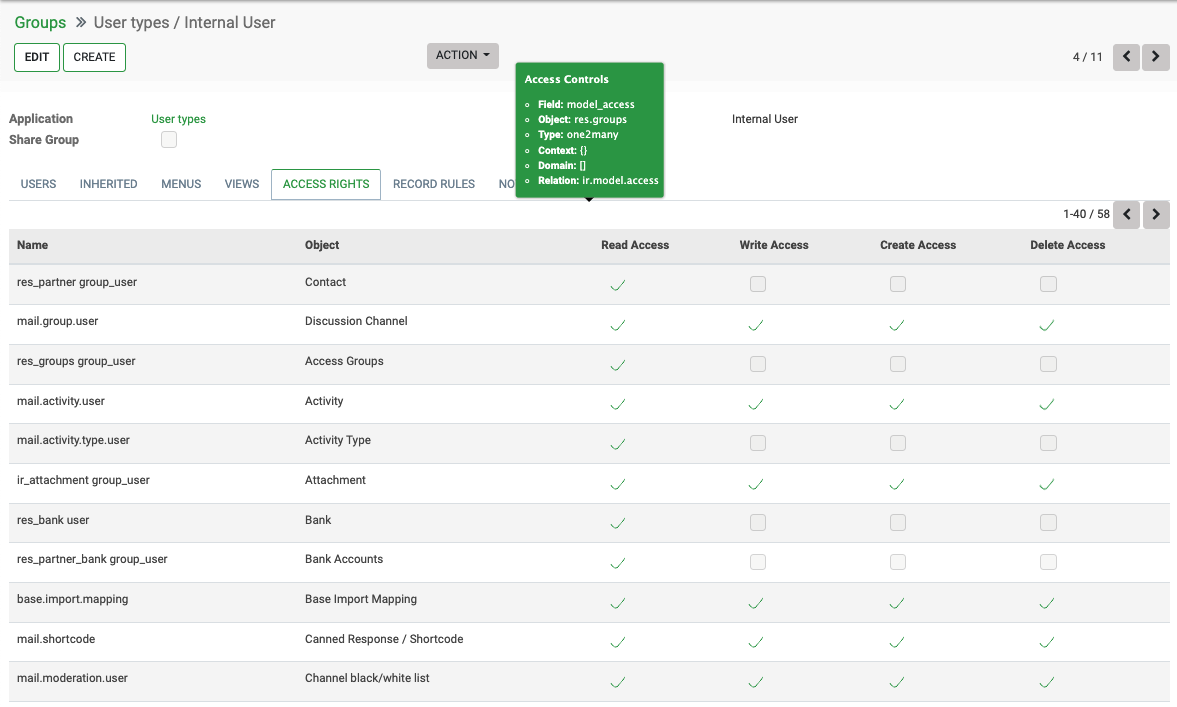 Groups » User types / Internal User
EDIT CREATE ACTION 4 / 11
Access Controls
Field: model_access
Object: res.groups
Type: one2many
Context: {}
Domain: []
Relation: ir.model.access
Application User types Internal User
Share Group
USERS INHERITED MENUS VIEWS ACCESS RIGHTS RECORD RULES NO
1-40 / 58
Name Object Read Access Write Access Create Access Delete Access
res_partner group_user Contact
mail.group.user Discussion Channel
res_groups group_user Access Groups
mail.activity.user Activity
mail.activity.type.user Activity Type
ir_attachment group_user Attachment
res_bank user Bank
res_partner_bank group_user Bank Accounts
base.import.mapping Base Import Mapping
mail.shortcode Canned Response / Shortcode
mail.moderation.user Channel black/white list